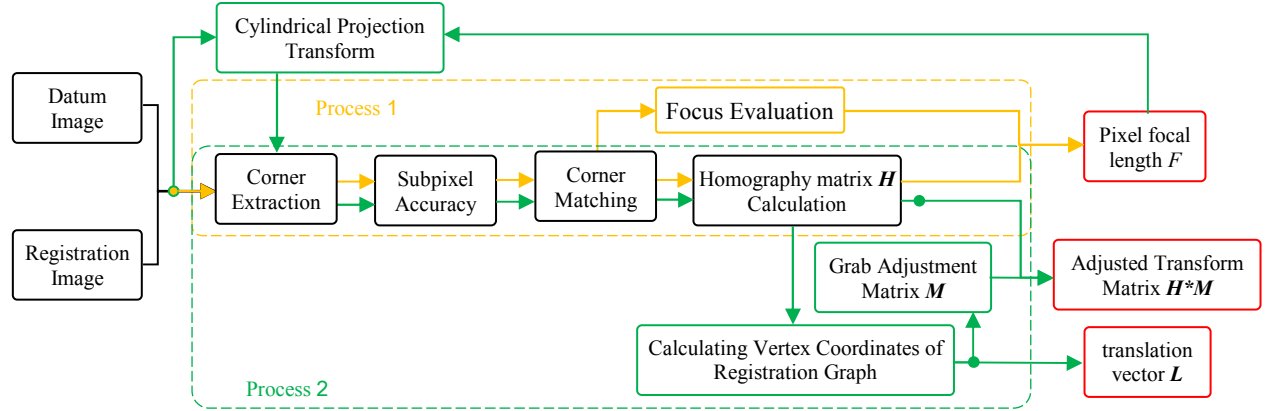 Cylindrical Projection
Transform
Datum
Image
Process 1
Focus Evaluation
Pixel focal
length F
Corner
Extraction
Subpixel
Accuracy
Corner
Matching
Homography matrix H
Calculation
Registration
Image
Grab Adjustment
Matrix M
Adjusted Transform
Matrix H*M
Calculating Vertex Coordinates of
Registration Graph
translation
vector L
Process 2